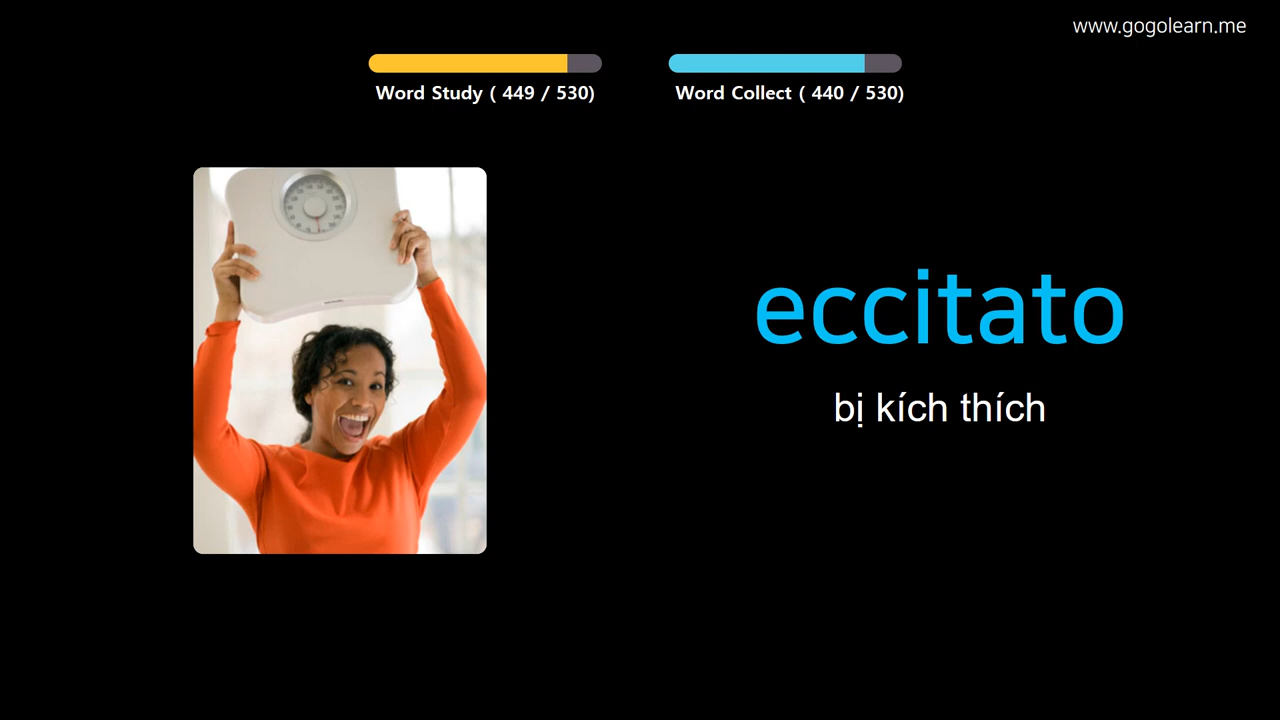 www.gogolearn.me
Word Study ( 449 / 530)
Word Collect ( 440 / 530)
eccitato
bị kích thích